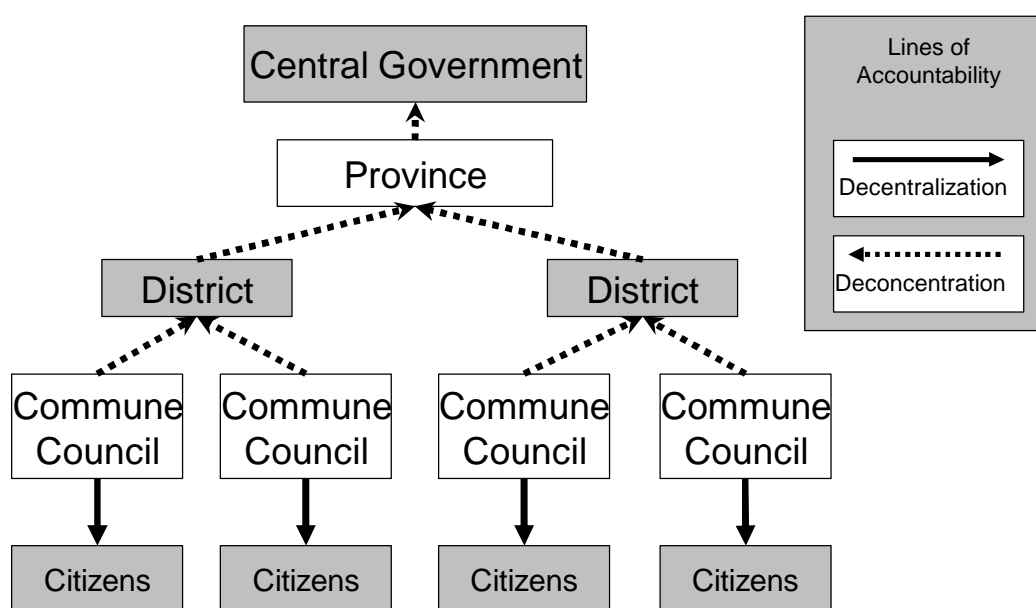 Central Government
Lines of
Accountability
Province
Decentralization
Deconcentration
District
District
Commune
Council
Commune
Council
Commune
Council
Commune
Council
Citizens
Citizens
Citizens
Citizens